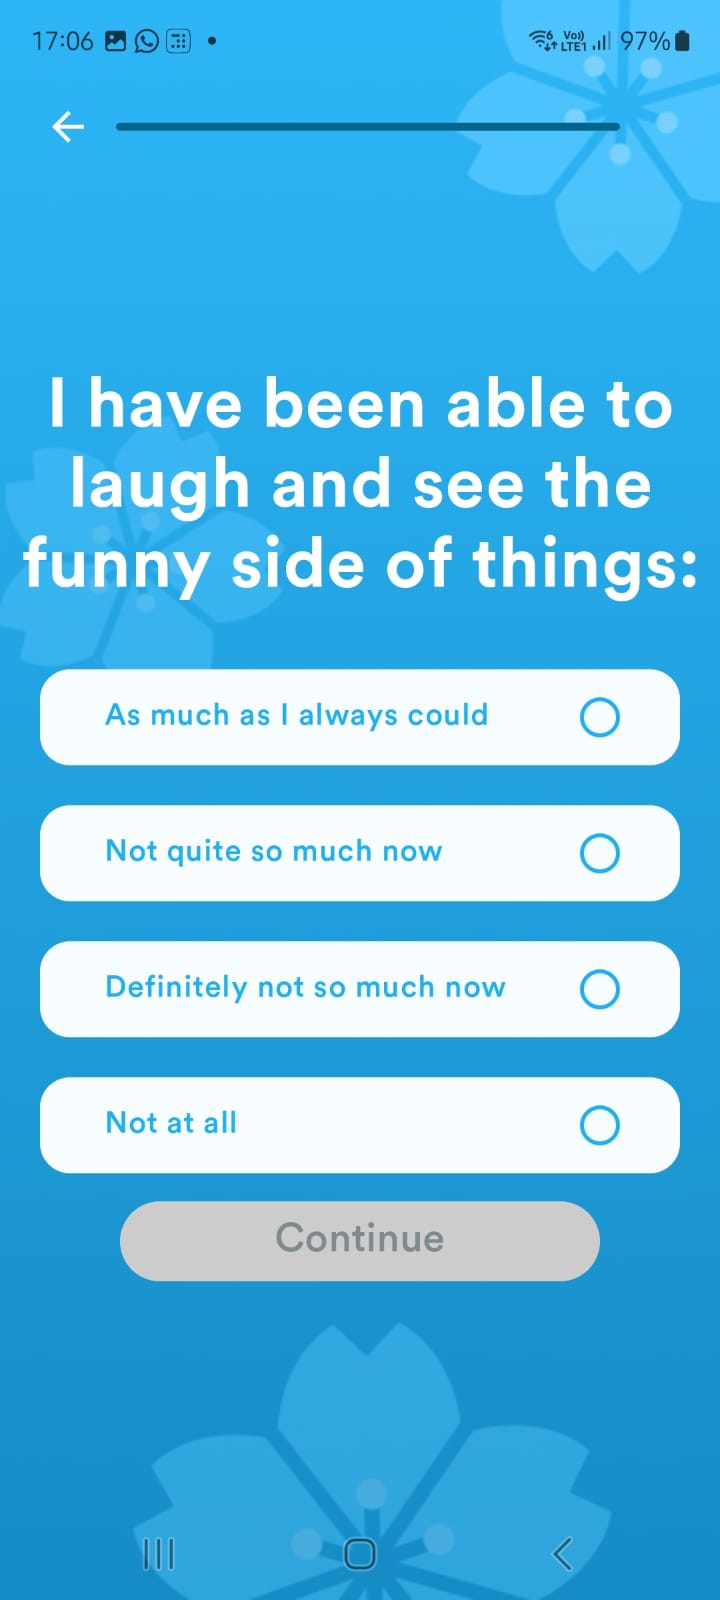 17:06 6 Vo)) LTE1 97%
I have been able to
laugh and see the
funny side of things:
As much as I always could
Not quite so much now
Definitely not so much now
Not at all
Continue